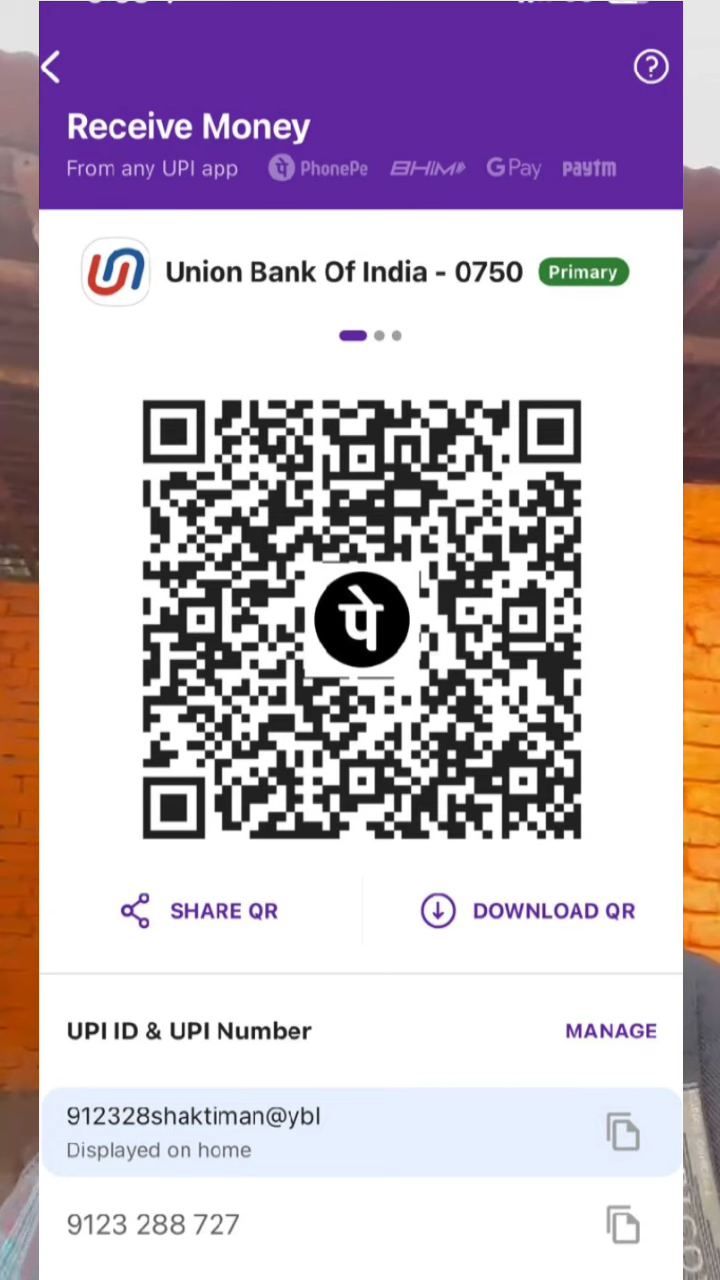 Receive Money
From any UPI app पे PhonePe BHIM GPay paytm
Union Bank Of India - 0750 Primary
पे
SHARE QR DOWNLOAD QR
UPI ID & UPI Number MANAGE
912328shaktiman@ybl
Displayed on home
9123 288 727